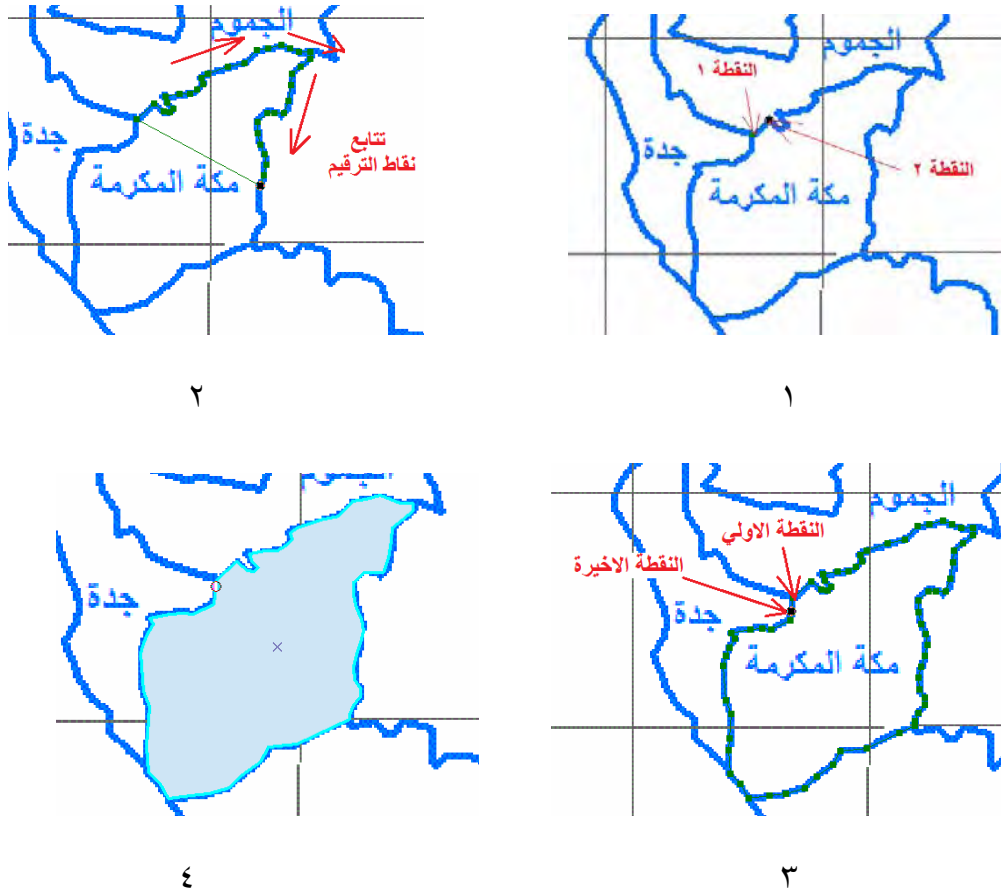 الجموم
النقطة ١
جدة
النقطة ٢
مكة المكرمة
١
الجموم
جدة
تتابع
نقاط الترقيم
مكة المكرمة
٢
الجموم
النقطة الاولي
النقطة الاخيرة
جدة
مكة المكرمة
٣
الجموم
جدة
٤